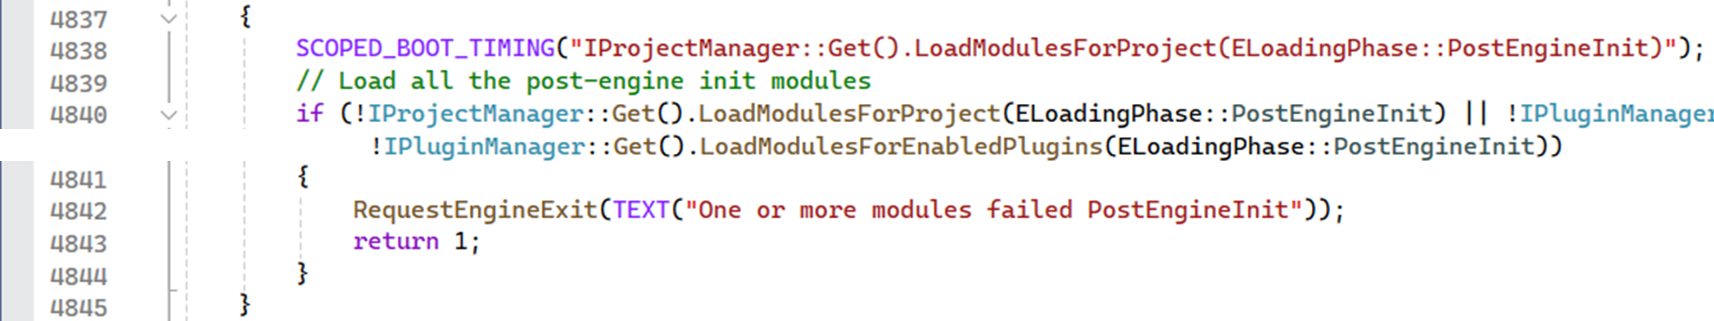 4837 {
4838 SCOPED_BOOT_TIMING("IProjectManager::Get().LoadModulesForProject(ELoadingPhase::PostEngineInit)");
4839 // Load all the post-engine init modules
4840 if (!IProjectManager::Get().LoadModulesForProject(ELoadingPhase::PostEngineInit) || !IPluginManager
!IPluginManager::Get().LoadModulesForEnabledPlugins(ELoadingPhase::PostEngineInit))
4841 {
4842 RequestEngineExit(TEXT("One or more modules failed PostEngineInit"));
4843 return 1;
4844 }
4845 }